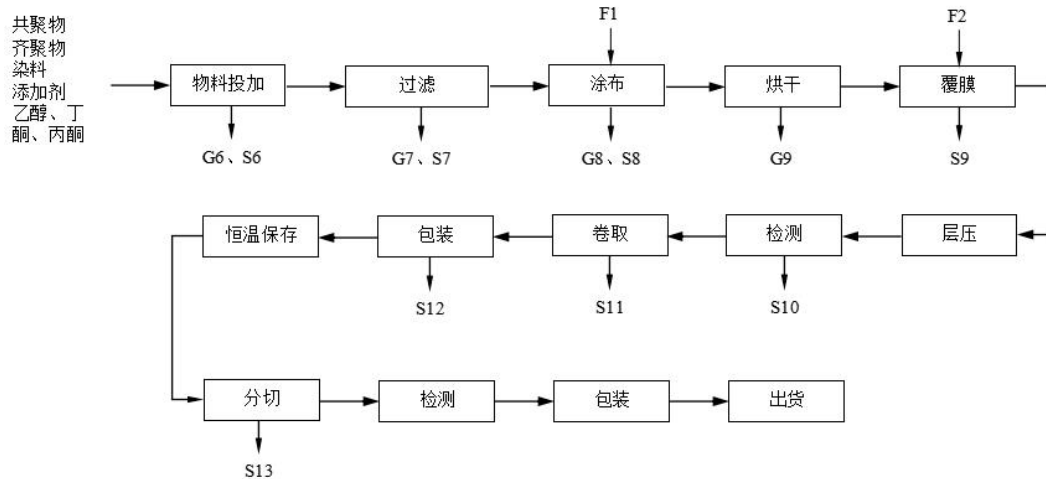 共聚物
齐聚物
染料
添加剂
乙醇、丁
酮、丙酮
F1
F2
物料投加
过滤
涂布
烘干
覆膜
G6、S6
G7、S7
G8、S8
G9
S9
恒温保存
包装
卷取
检测
层压
S12
S11
S10
分切
检测
包装
出货
S13